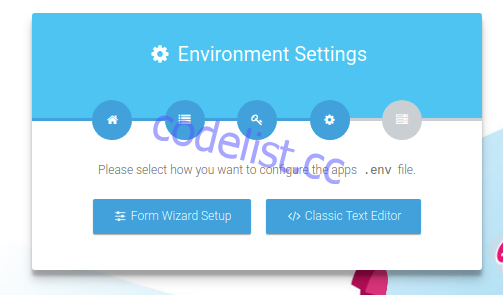 Environment Settings
codelist.cc
Please select how you want to configure the apps .env file.
Form Wizard Setup
Classic Text Editor